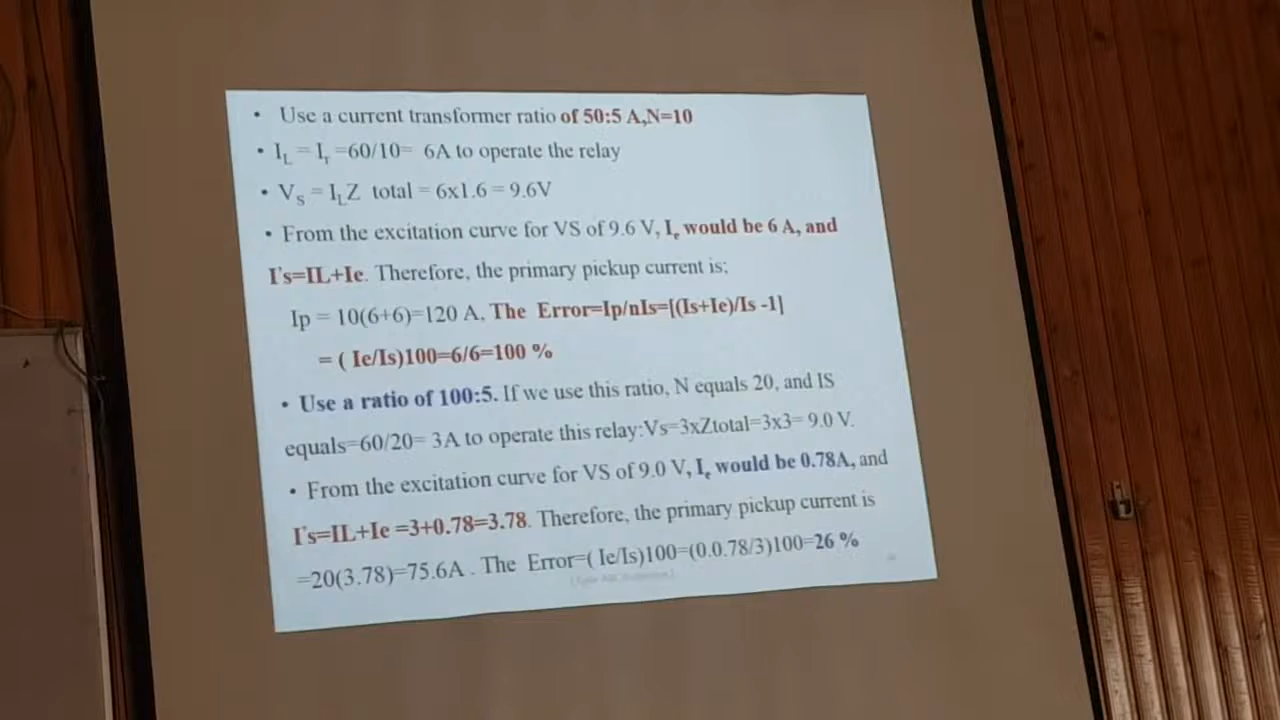 • Use a current transformer ratio of 50:5 A,N=10
• IL = Ir =60/10= 6A to operate the relay
• VS = ILZ total = 6x1.6 = 9.6V
• From the excitation curve for VS of 9.6 V, Ie would be 6 A, and
I's=IL+Ie. Therefore, the primary pickup current is;
Ip = 10(6+6)=120 A, The Error=Ip/nIs=[(Is+Ie)/Is -1]
= ( Ie/Is)100=6/6=100 %
• Use a ratio of 100:5. If we use this ratio, N equals 20, and IS
equals=60/20= 3A to operate this relay:Vs=3xZtotal=3x3= 9.0 V.
• From the excitation curve for VS of 9.0 V, Ie would be 0.78A, and
I's=IL+Ie =3+0.78=3.78. Therefore, the primary pickup current is
=20(3.78)=75.6A . The Error=( Ie/Is)100=(0.0.78/3)100=26 %